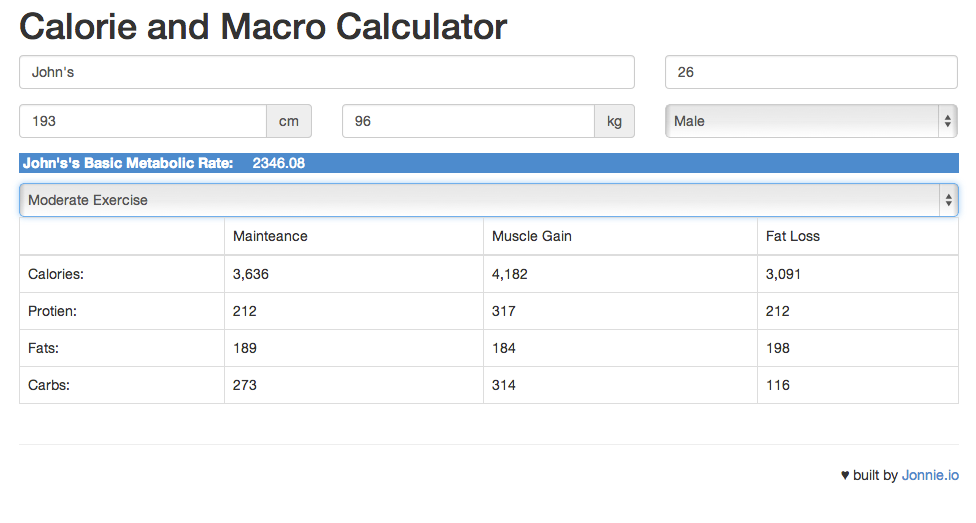 Calorie and Macro Calculator
John's 26
193 cm 96 kg Male
John's's Basic Metabolic Rate: 2346.08
Moderate Exercise
Mainteance Muscle Gain Fat Loss
Calories: 3,636 4,182 3,091
Protien: 212 317 212
Fats: 189 184 198
Carbs: 273 314 116
♥ built by Jonnie.io